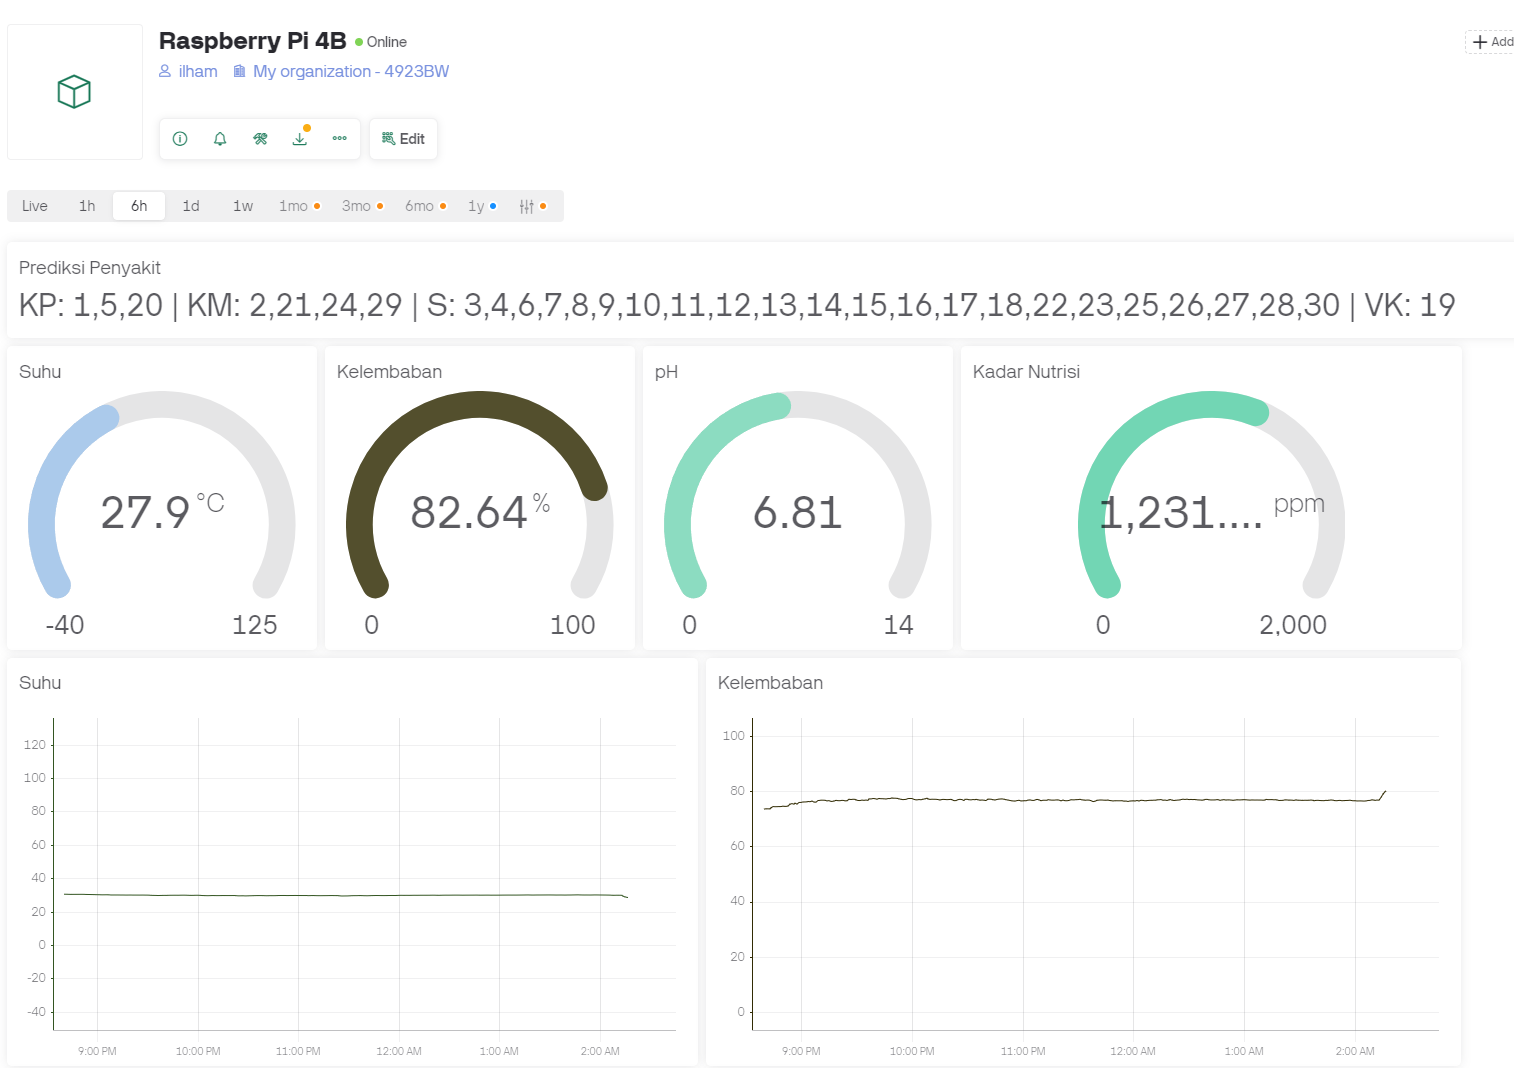 Raspberry Pi 4B Online
Add
ilham My organization - 4923BW
Edit
Live 1h 6h 1d 1w 1mo 3mo 6mo 1y
Prediksi Penyakit
KP: 1,5,20 | KM: 2,21,24,29 | S: 3,4,6,7,8,9,10,11,12,13,14,15,16,17,18,22,23,25,26,27,28,30 | VK: 19
Suhu
27.9 °C
-40 125
Kelembaban
82.64 %
0 100
pH
6.81
0 14
Kadar Nutrisi
1,231.... ppm
0 2,000
Suhu
120
100
80
60
40
20
0
-20
-40
9:00 PM 10:00 PM 11:00 PM 12:00 AM 1:00 AM 2:00 AM
Kelembaban
100
80
60
40
20
0
9:00 PM 10:00 PM 11:00 PM 12:00 AM 1:00 AM 2:00 AM